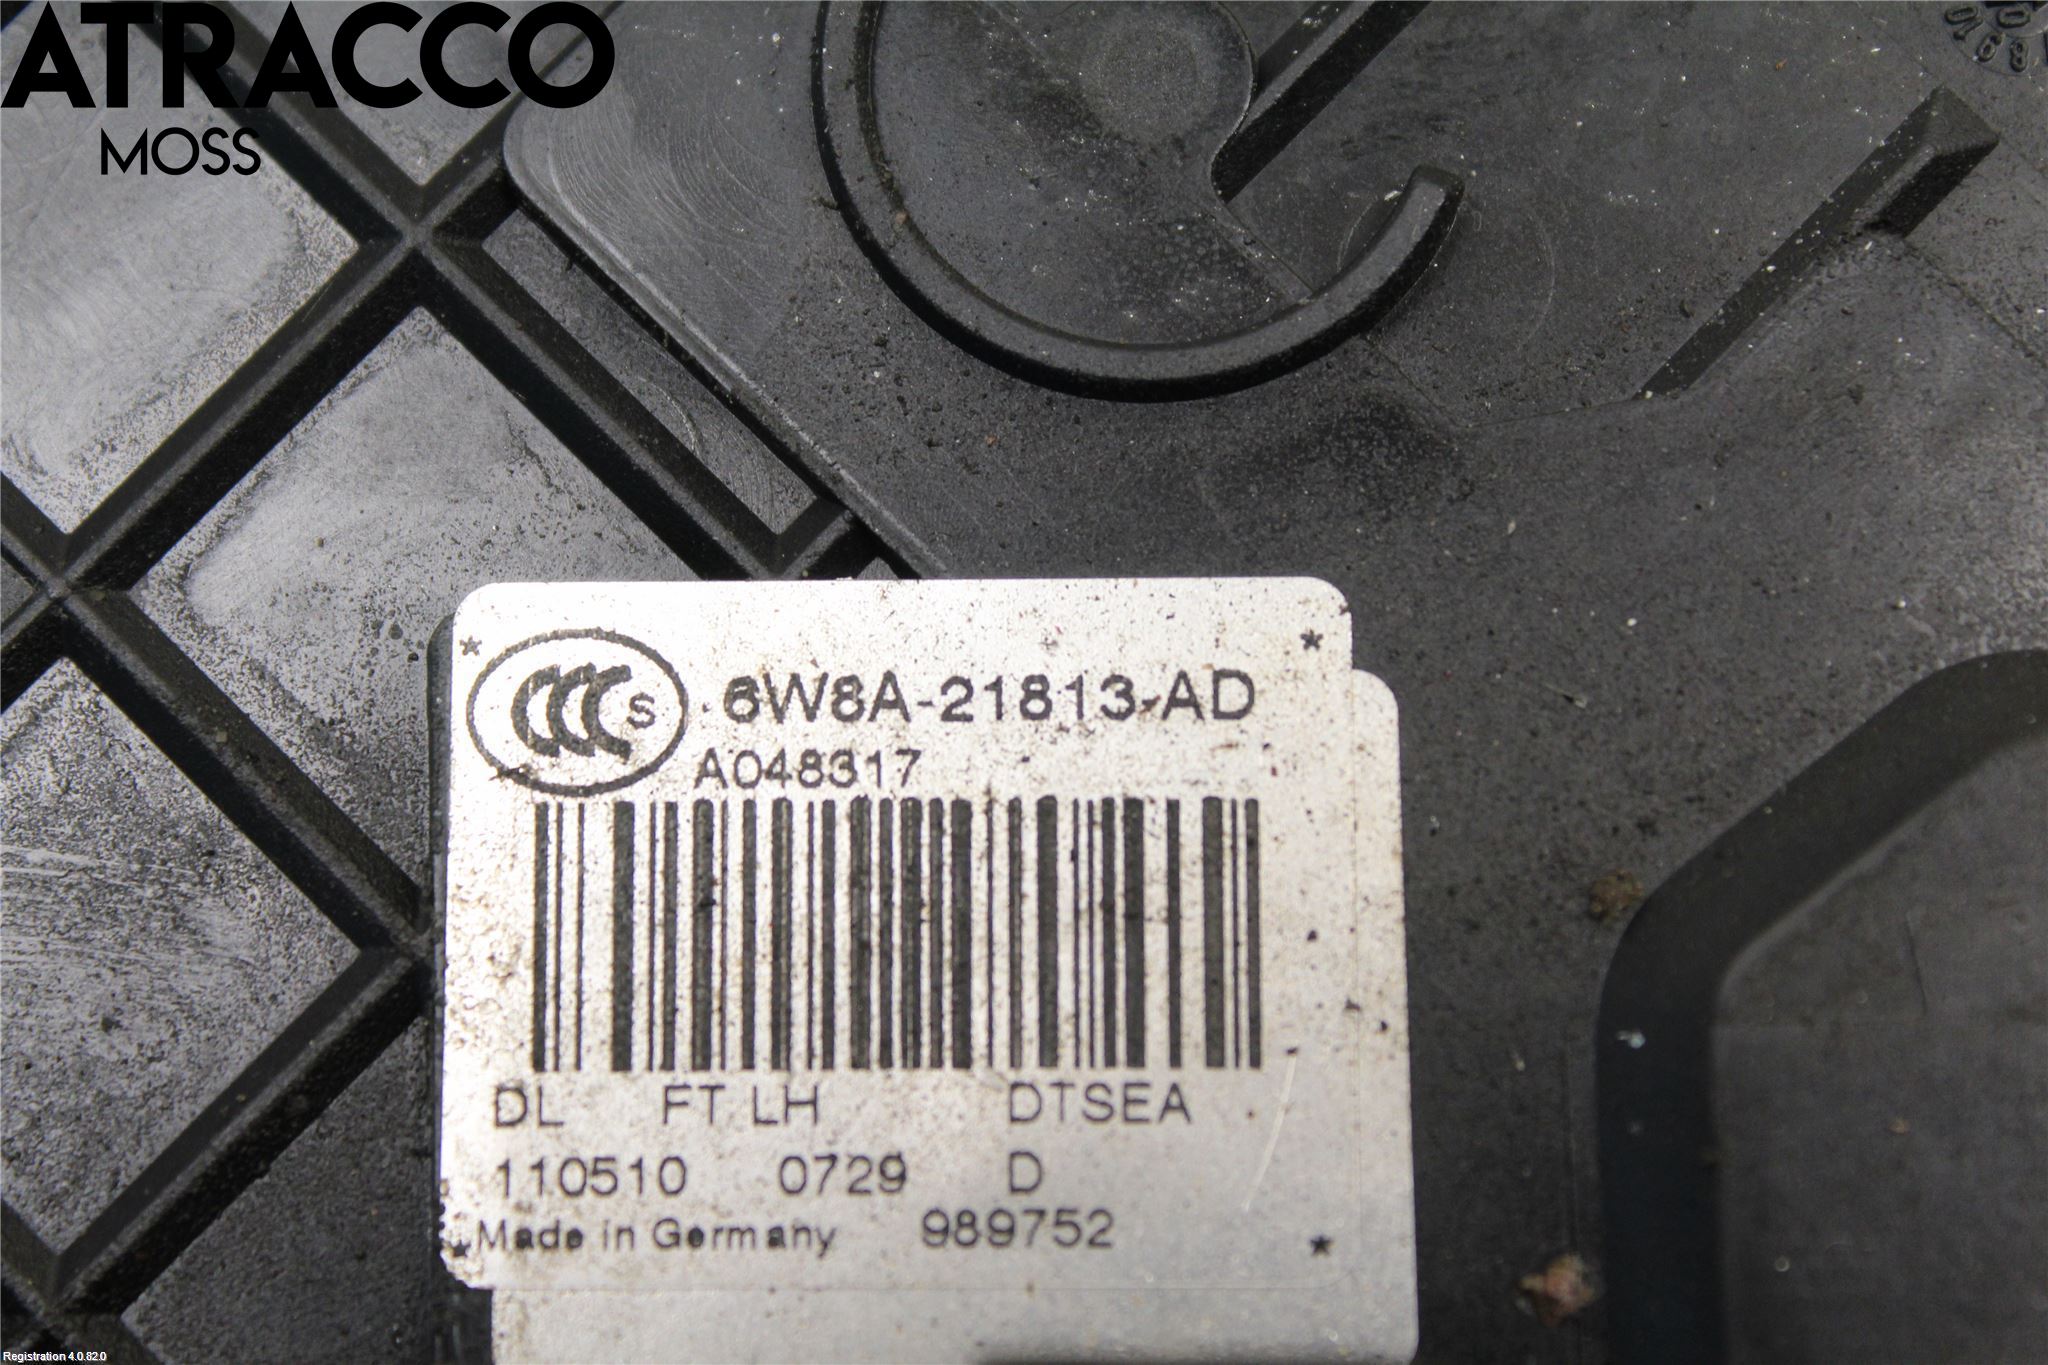 ATRACCO
MOSS
CCC S
6W8A-21813-AD
A048317
DL FT LH DTSEA
110510 0729 D
Made in Germany 989752
Registration 4.0.82.0